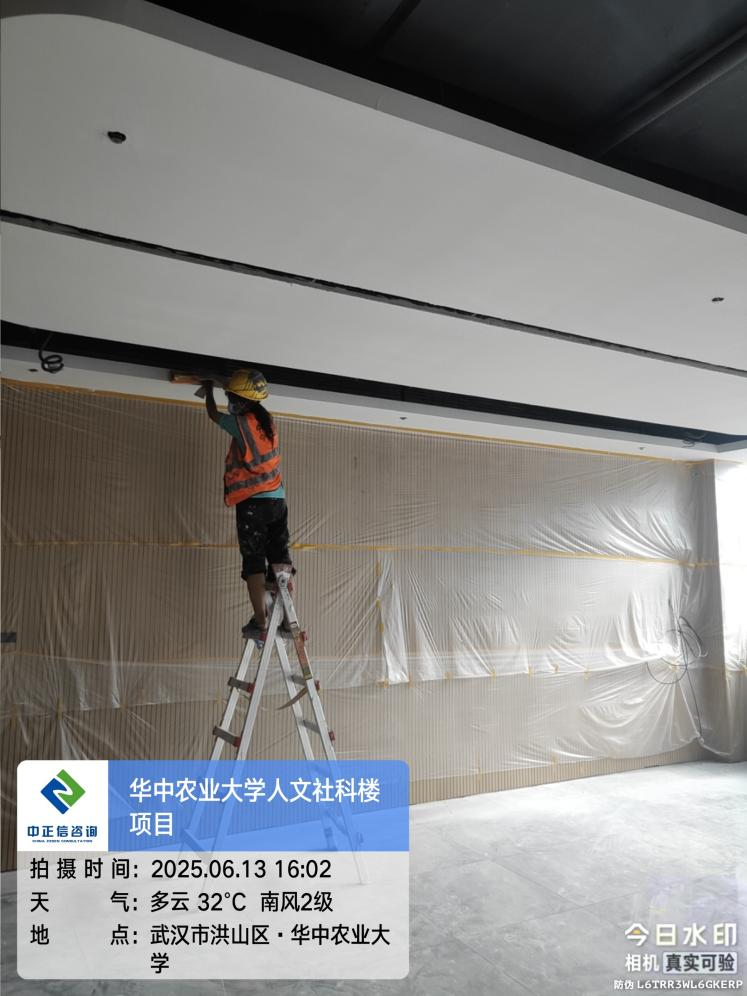 华中农业大学人文社科楼
项目
中正信咨询
CHINA ZEXIN CONSULTATION
拍摄时间：2025.06.13 16:02
天气：多云 32℃ 南风2级
地点：武汉市洪山区·华中农业大
学
今日水印
相机 真实可验
防伪 L6TRR3WL6GKERP